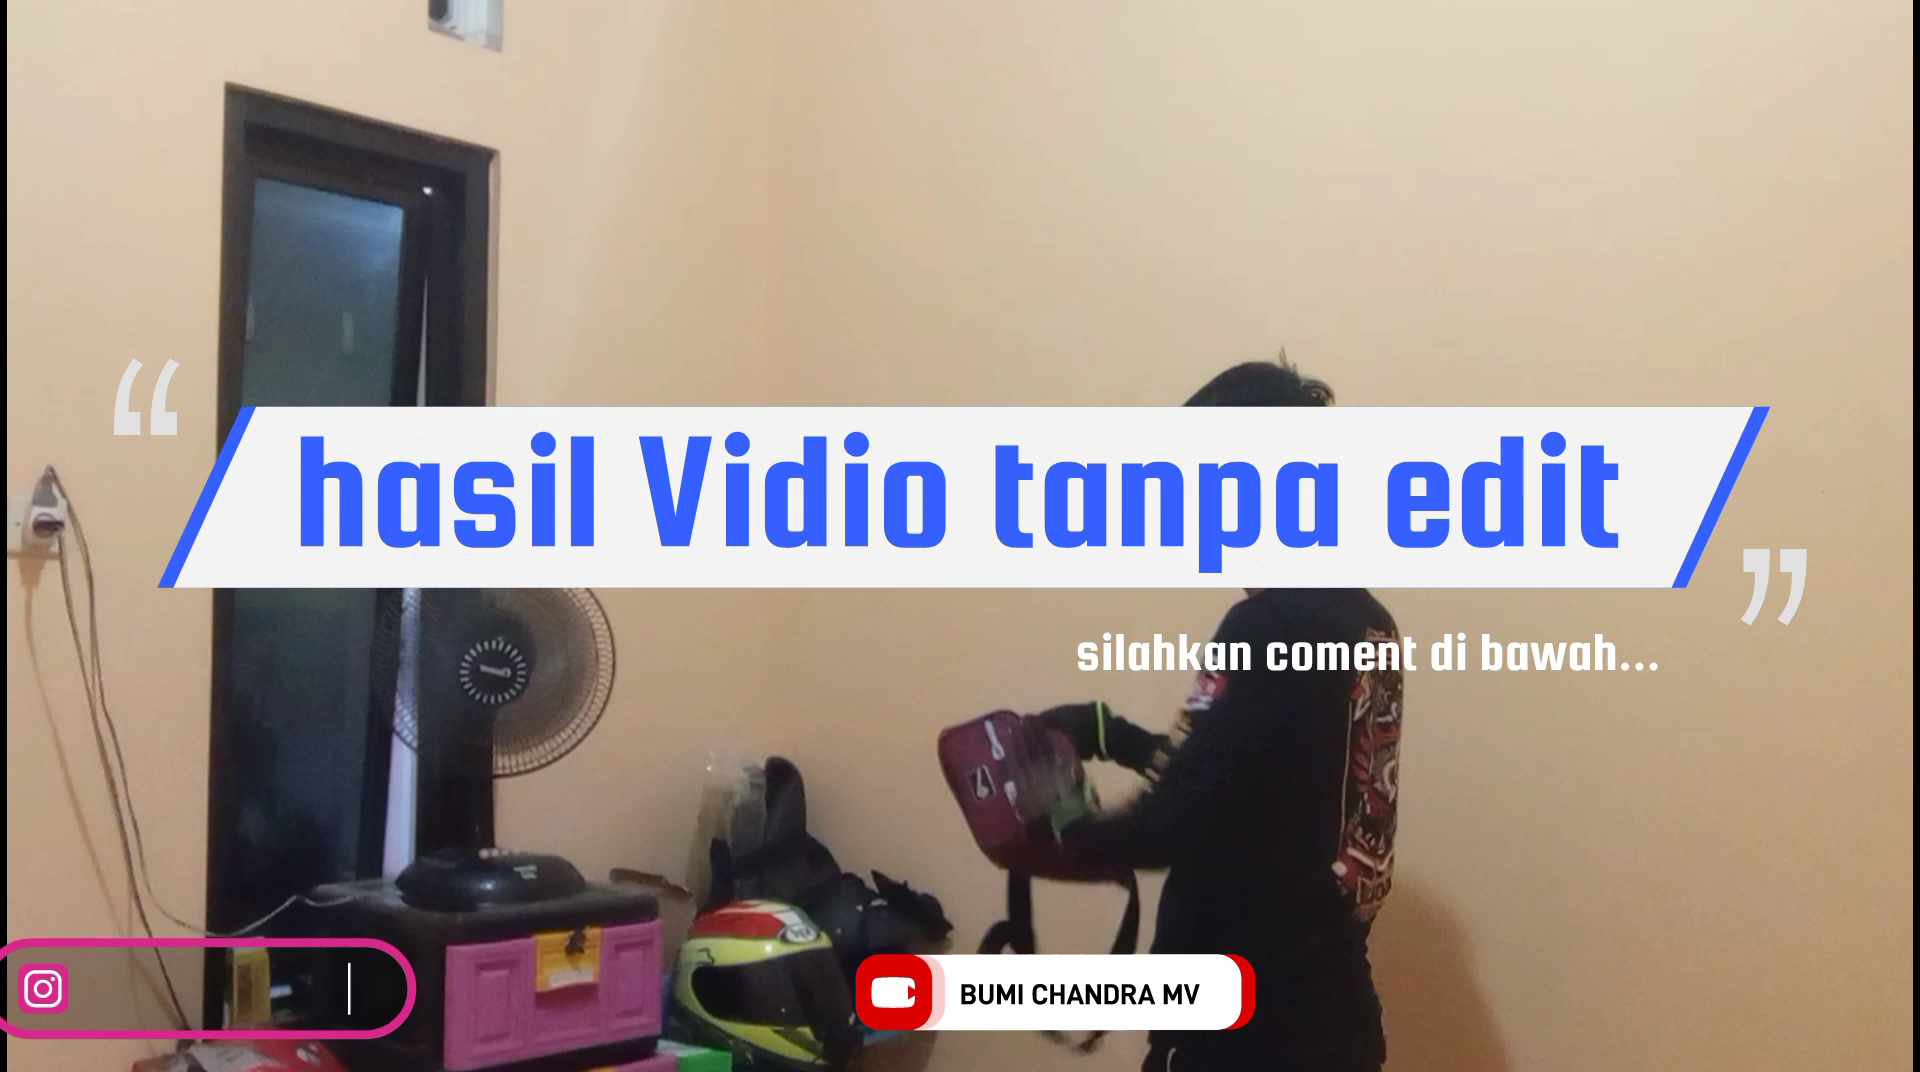 “
hasil Vidio tanpa edit
”
silahkan coment di bawah...
BUMI CHANDRA MV